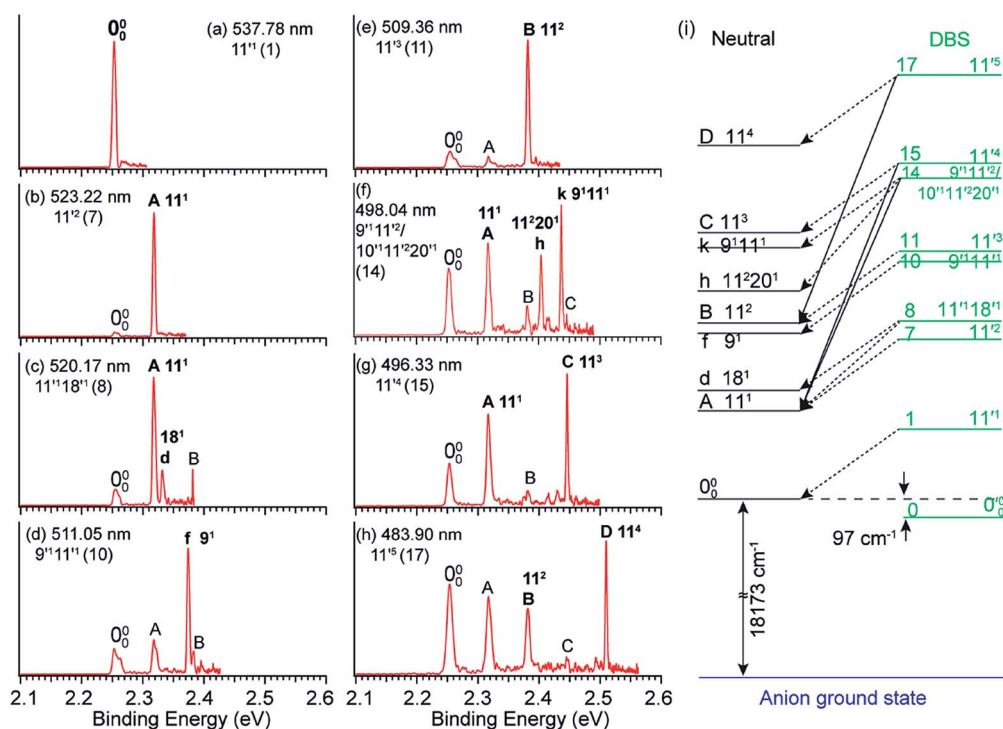 (a) 537.78 nm
11'¹ (1)
0⁰₀
(b) 523.22 nm
11'² (7)
A 11¹
0⁰₀
(c) 520.17 nm
11'¹18'¹ (8)
A 11¹
18¹
d
0⁰₀
B
(d) 511.05 nm
9'¹11'¹ (10)
f 9¹
0⁰₀
A
B
2.1 2.2 2.3 2.4 2.5 2.6
Binding Energy (eV)
(e) 509.36 nm
11'³ (11)
B 11²
0⁰₀
A
(f)
498.04 nm
9'¹11'²/
10'¹11'²20'¹
(14)
k 9¹11¹
11¹
A
11²20¹
h
0⁰₀
B
C
(g) 496.33 nm
11'⁴ (15)
C 11³
A 11¹
0⁰₀
B
(h) 483.90 nm
11'⁵ (17)
D 11⁴
0⁰₀
A
11²
B
C
2.1 2.2 2.3 2.4 2.5 2.6
Binding Energy (eV)
(i)
Neutral
DBS
17 11'⁵
D 11⁴
15 11'⁴
14 9'¹11'²/
10'¹11'²20'¹
C 11³
k 9¹11¹
11 11'³
10 9'¹11'¹
h 11²20¹
B 11²
f 9¹
8 11'¹18'¹
7 11'²
d 18¹
A 11¹
1 11'¹
0⁰₀
0 0'⁰₀
97 cm⁻¹
18173 cm⁻¹
Anion ground state